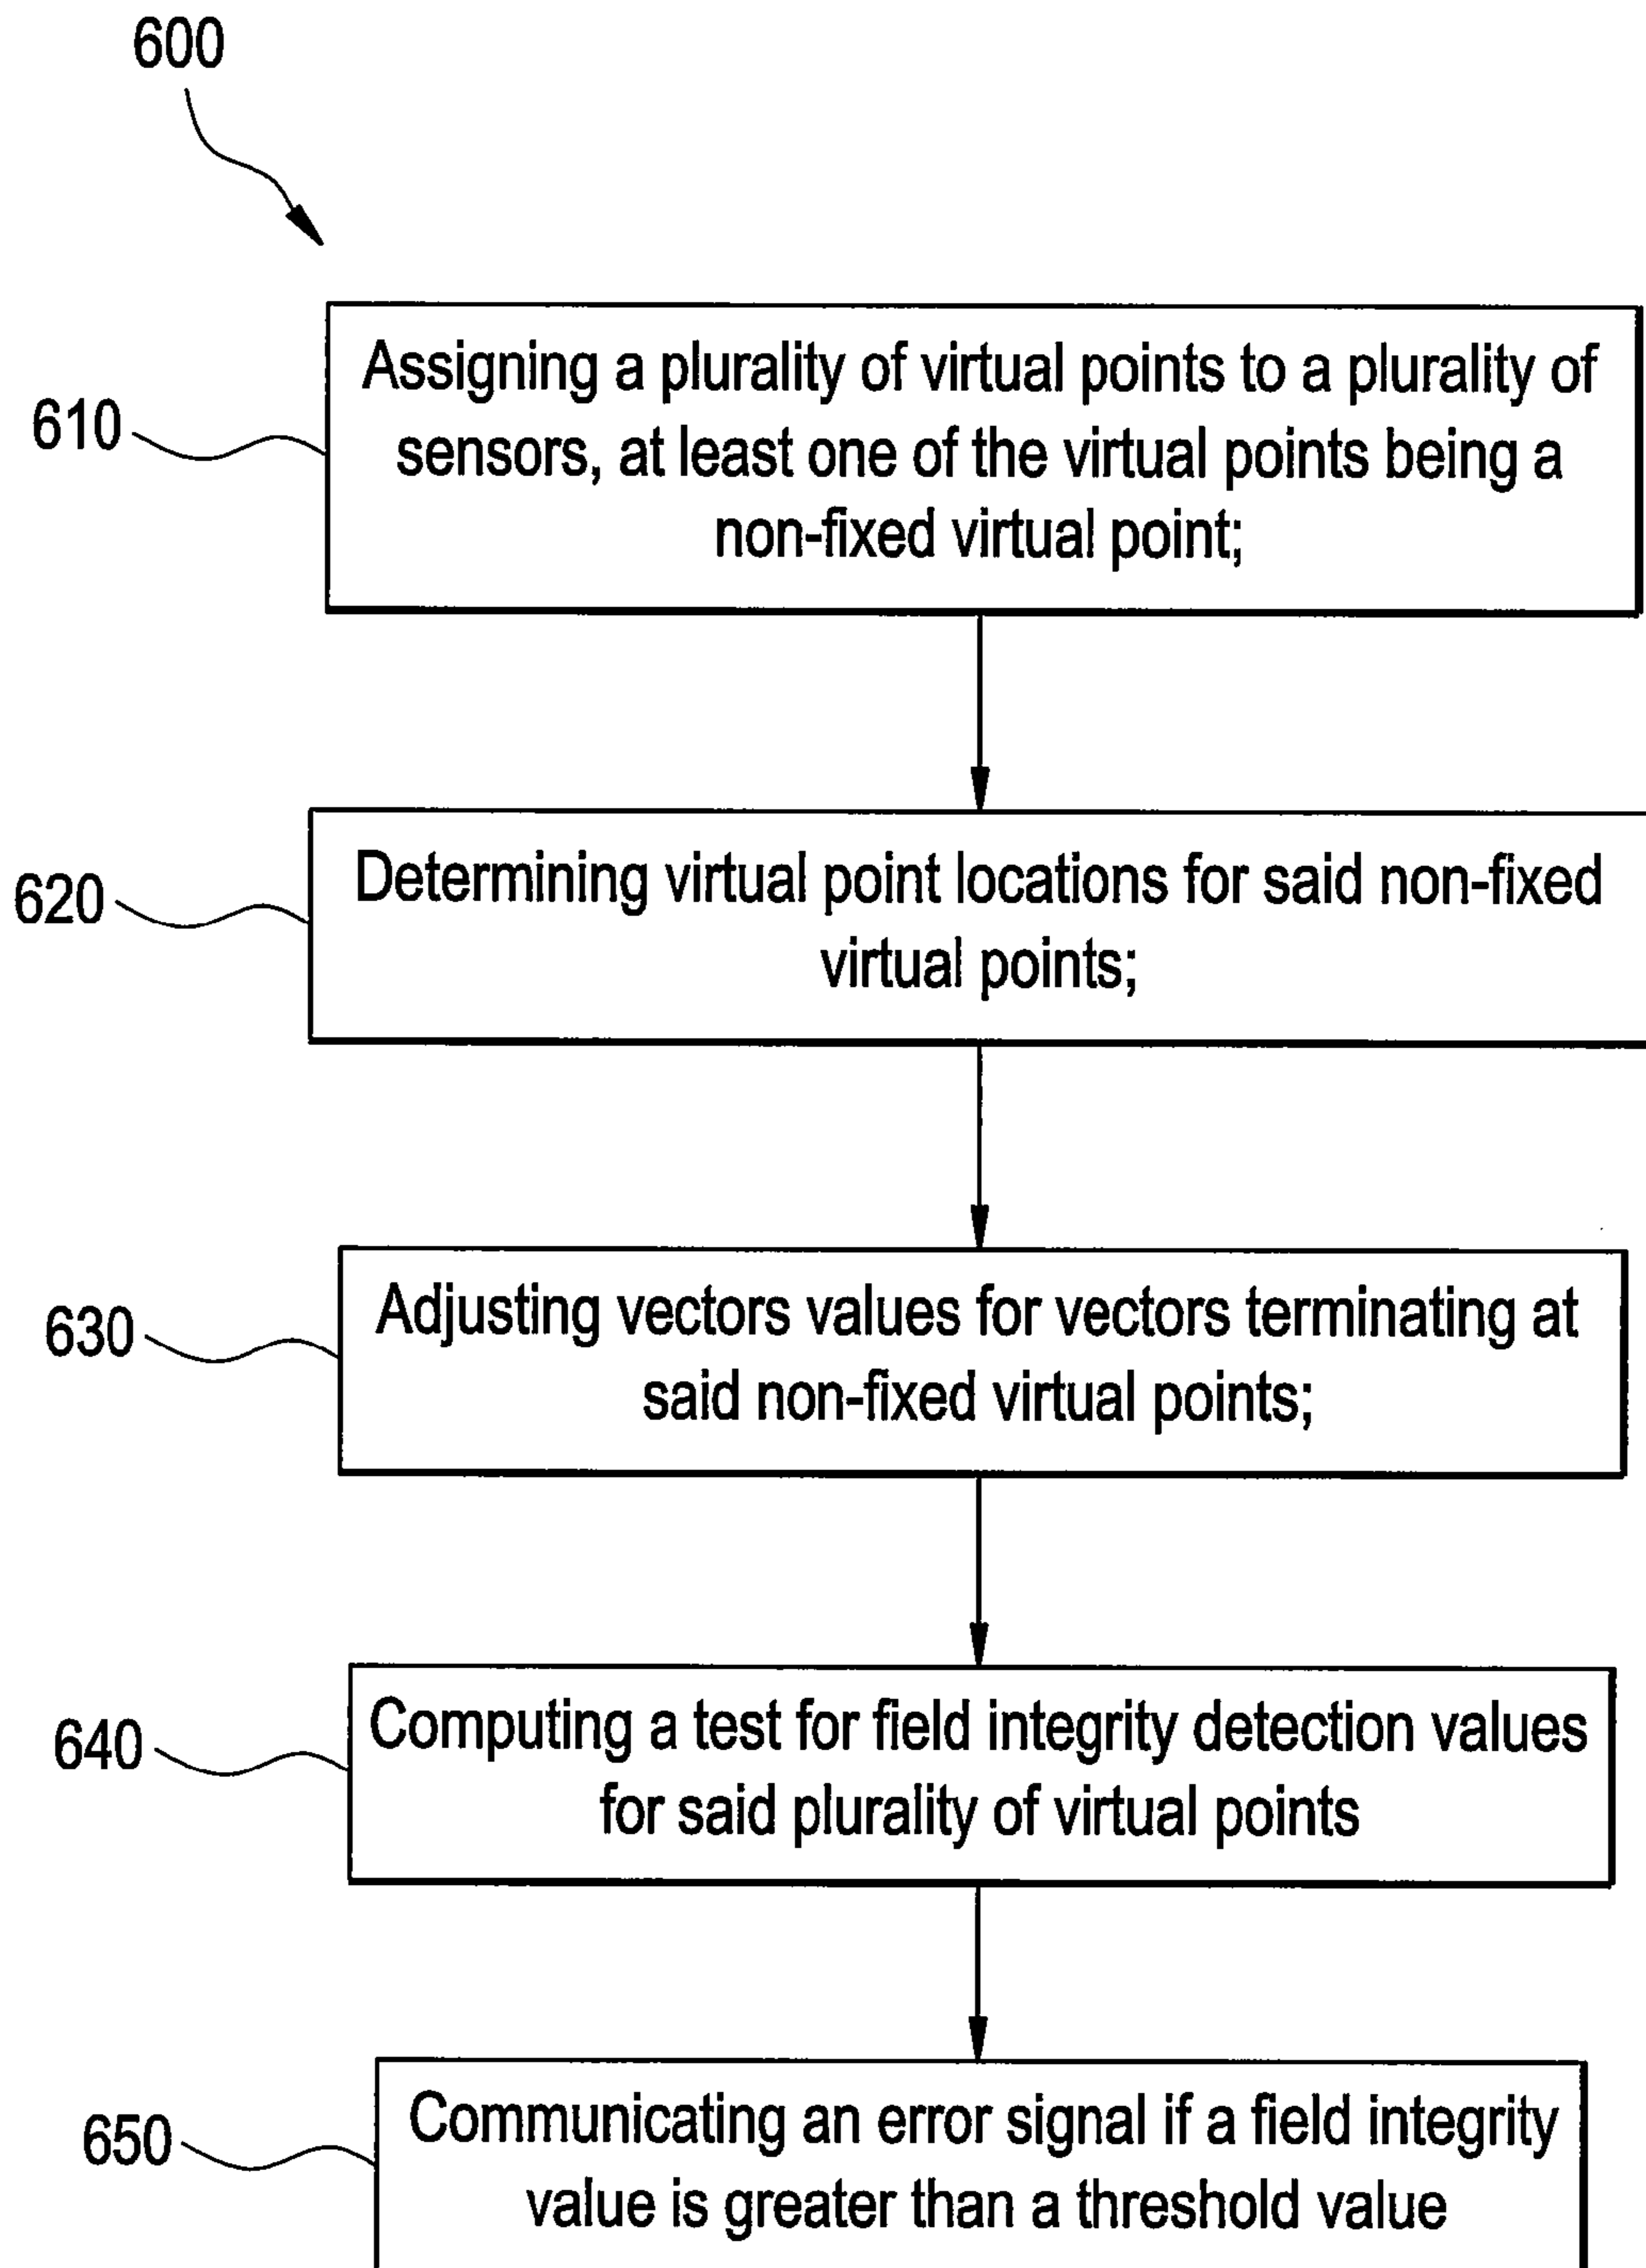 600
610
Assigning a plurality of virtual points to a plurality of
sensors, at least one of the virtual points being a
non-fixed virtual point;
620
Determining virtual point locations for said non-fixed
virtual points;
630
Adjusting vectors values for vectors terminating at
said non-fixed virtual points;
640
Computing a test for field integrity detection values
for said plurality of virtual points
650
Communicating an error signal if a field integrity
value is greater than a threshold value